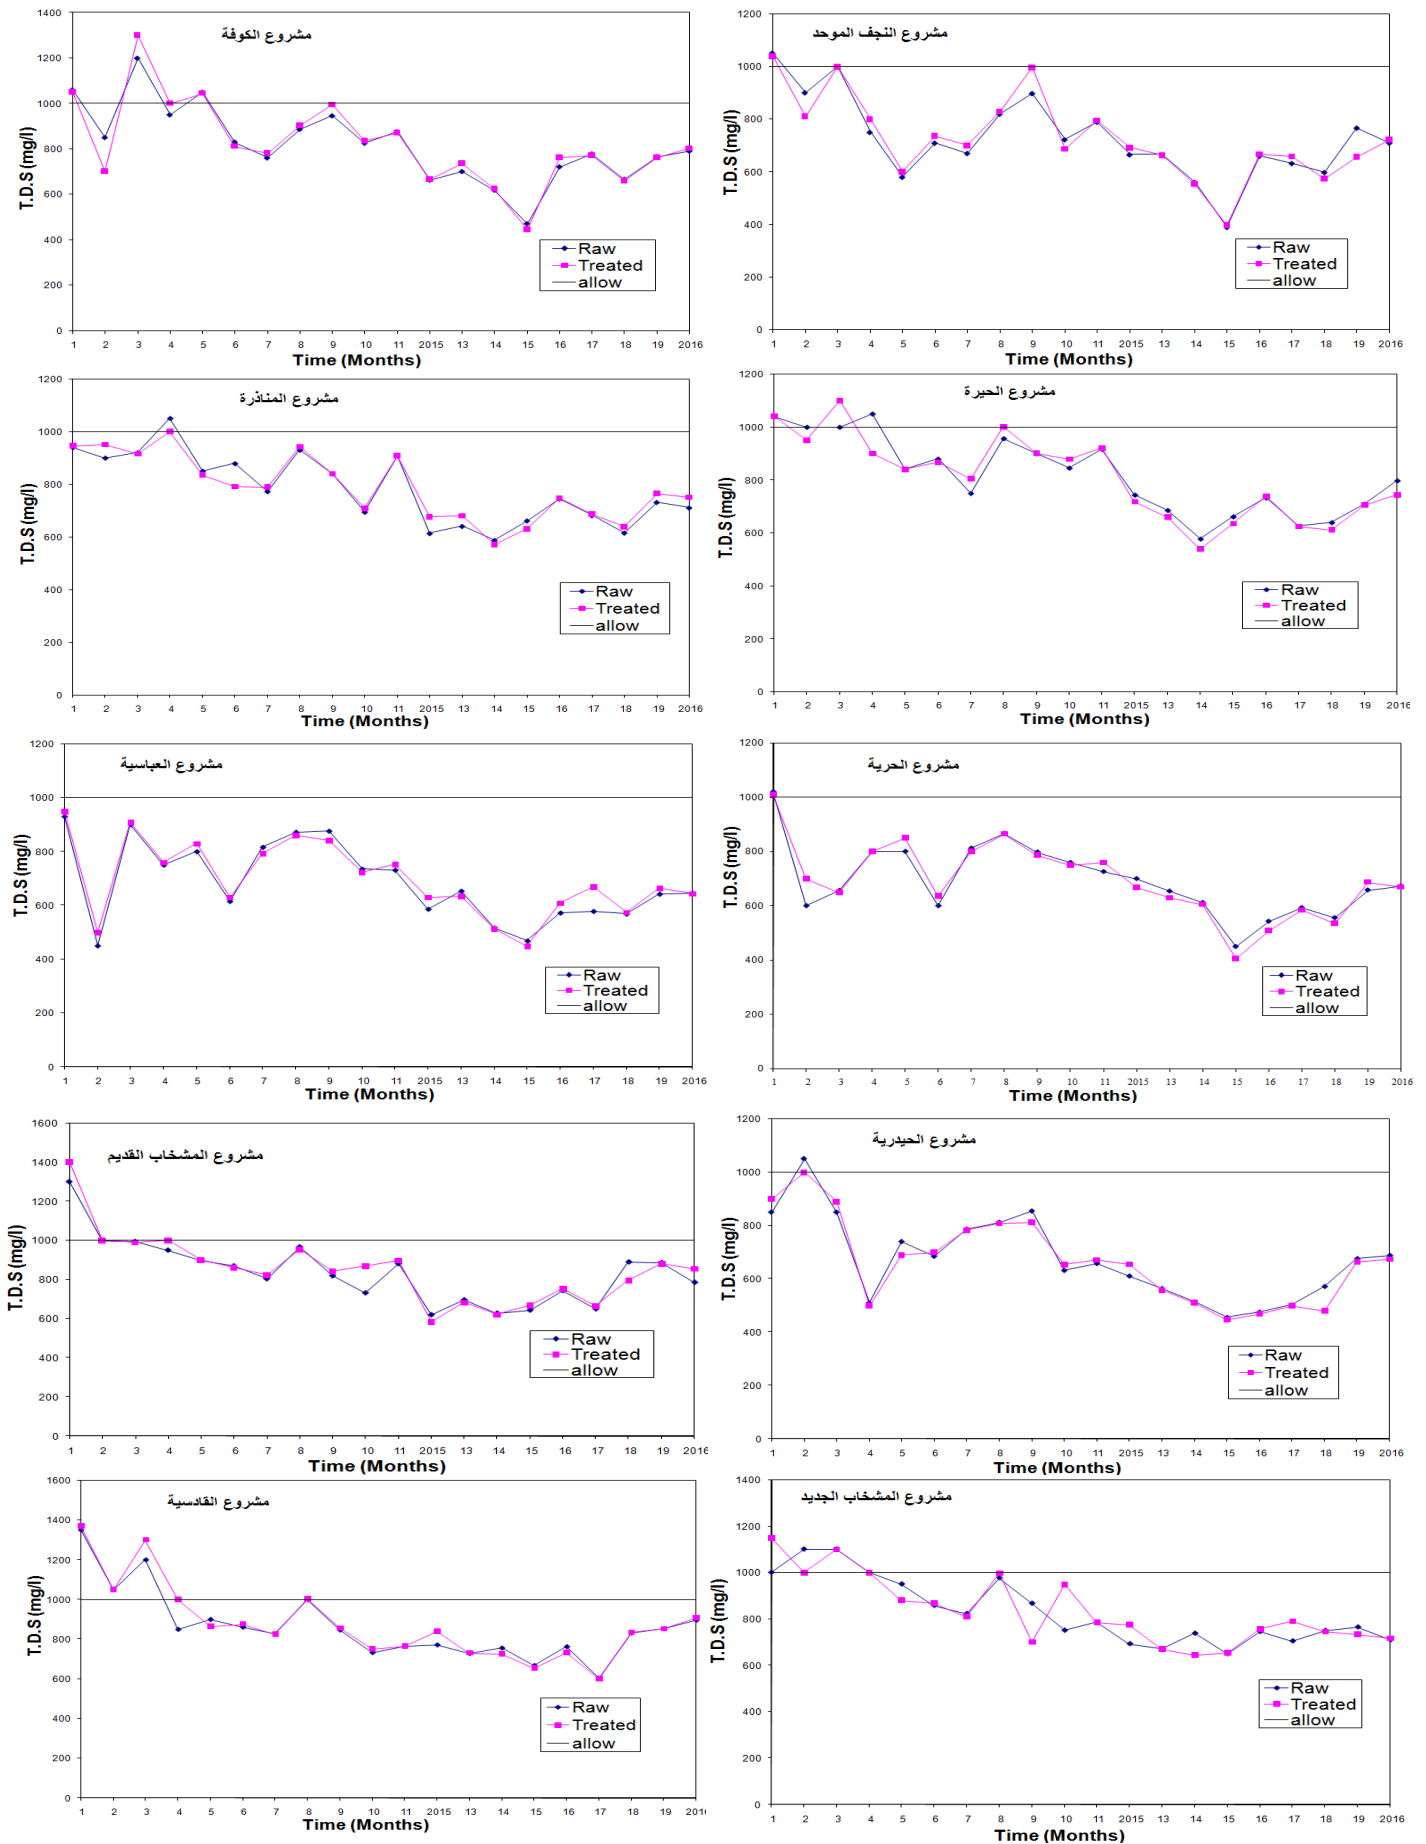 مشروع الكوفة
T.D.S (mg/l)
1400
1200
1000
800
600
400
200
0
Raw
Treated
allow
1 2 3 4 5 6 7 8 9 10 11 2015 13 14 15 16 17 18 19 2016
Time (Months)
مشروع النجف الموحد
T.D.S (mg/l)
1200
1000
800
600
400
200
0
Raw
Treated
allow
1 2 3 4 5 6 7 8 9 10 11 2015 13 14 15 16 17 18 19 2016
Time (Months)
مشروع المناذرة
T.D.S (mg/l)
1200
1000
800
600
400
200
0
Raw
Treated
allow
1 2 3 4 5 6 7 8 9 10 11 2015 13 14 15 16 17 18 19 2016
Time (Months)
مشروع الحيرة
T.D.S (mg/l)
1200
1000
800
600
400
200
0
Raw
Treated
allow
1 2 3 4 5 6 7 8 9 10 11 2015 13 14 15 16 17 18 19 2016
Time (Months)
مشروع العباسية
T.D.S (mg/l)
1200
1000
800
600
400
200
0
Raw
Treated
allow
1 2 3 4 5 6 7 8 9 10 11 2015 13 14 15 16 17 18 19 2016
Time (Months)
مشروع الحرية
T.D.S (mg/l)
1200
1000
800
600
400
200
0
Raw
Treated
allow
1 2 3 4 5 6 7 8 9 10 11 2015 13 14 15 16 17 18 19 2016
Time (Months)
مشروع المشخاب القديم
T.D.S (mg/l)
1600
1400
1200
1000
800
600
400
200
0
Raw
Treated
allow
1 2 3 4 5 6 7 8 9 10 11 2015 13 14 15 16 17 18 19 2016
Time (Months)
مشروع الحيدرية
T.D.S (mg/l)
1200
1000
800
600
400
200
0
Raw
Treated
allow
1 2 3 4 5 6 7 8 9 10 11 2015 13 14 15 16 17 18 19 2016
Time (Months)
مشروع القادسية
T.D.S (mg/l)
1600
1400
1200
1000
800
600
400
200
0
Raw
Treated
allow
1 2 3 4 5 6 7 8 9 10 11 2015 13 14 15 16 17 18 19 2016
Time (Months)
مشروع المشخاب الجديد
T.D.S (mg/l)
1400
1200
1000
800
600
400
200
0
Raw
Treated
allow
1 2 3 4 5 6 7 8 9 10 11 2015 13 14 15 16 17 18 19 2016
Time (Months)